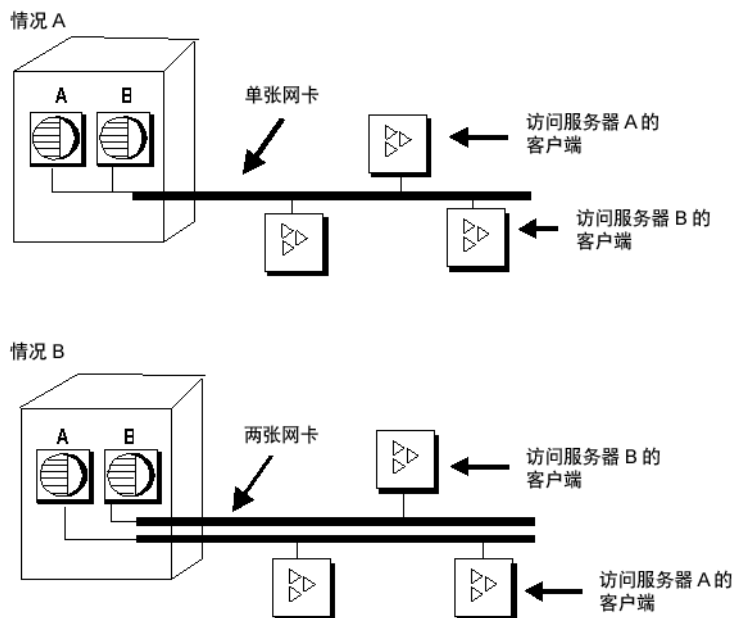 情况 A
A B
单张网卡
访问服务器 A 的
客户端
访问服务器 B 的
客户端
情况 B
A B
两张网卡
访问服务器 B 的
客户端
访问服务器 A 的
客户端